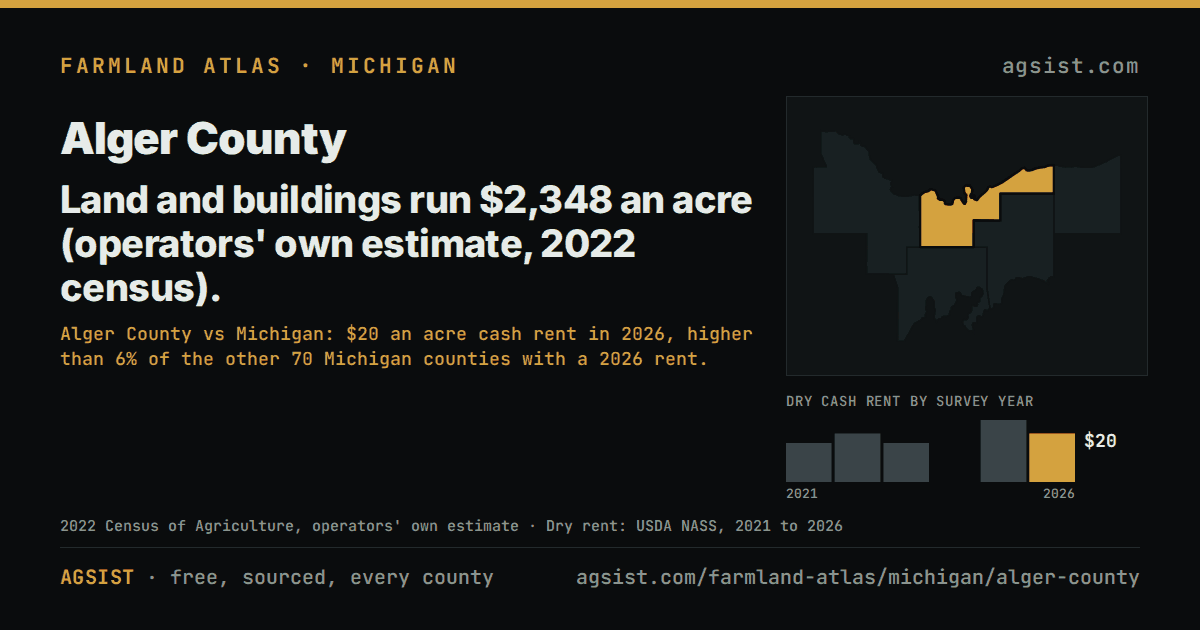 FARMLAND ATLAS · MICHIGAN
agsist.com
Alger County
Land and buildings run $2,348 an acre
(operators' own estimate, 2022
census).
Alger County vs Michigan: $20 an acre cash rent in 2026, higher
than 6% of the other 70 Michigan counties with a 2026 rent.
DRY CASH RENT BY SURVEY YEAR
$20
2021
2026
2022 Census of Agriculture, operators' own estimate · Dry rent: USDA NASS, 2021 to 2026
AGSIST · free, sourced, every county
agsist.com/farmland-atlas/michigan/alger-county